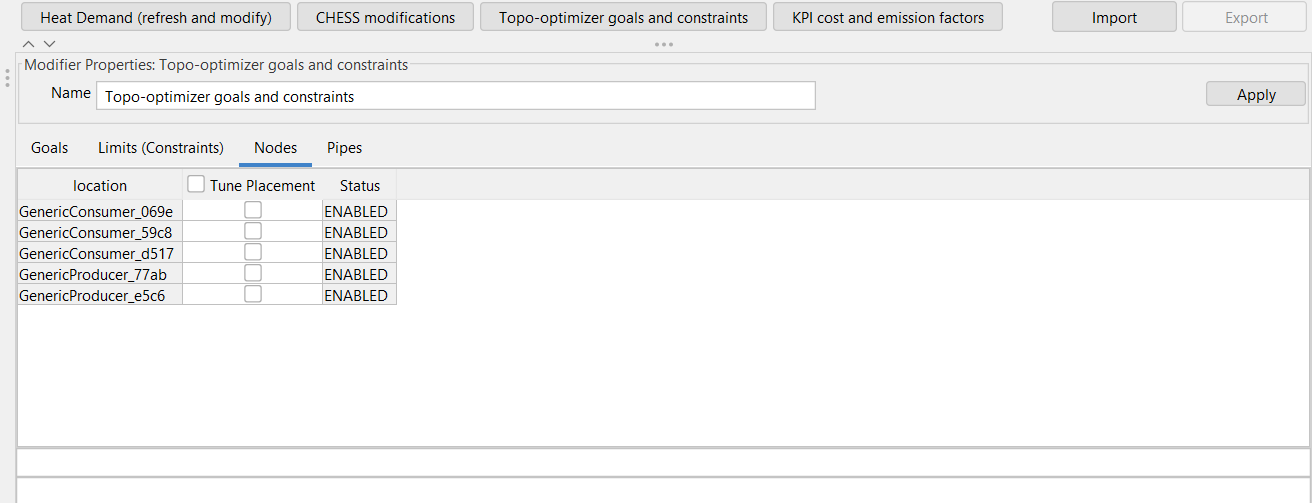 Heat Demand (refresh and modify) CHESS modifications Topo-optimizer goals and constraints KPI cost and emission factors Import Export
Modifier Properties: Topo-optimizer goals and constraints
Name Topo-optimizer goals and constraints Apply
Goals Limits (Constraints) Nodes Pipes
location Tune Placement Status
GenericConsumer_069e ENABLED
GenericConsumer_59c8 ENABLED
GenericConsumer_d517 ENABLED
GenericProducer_77ab ENABLED
GenericProducer_e5c6 ENABLED